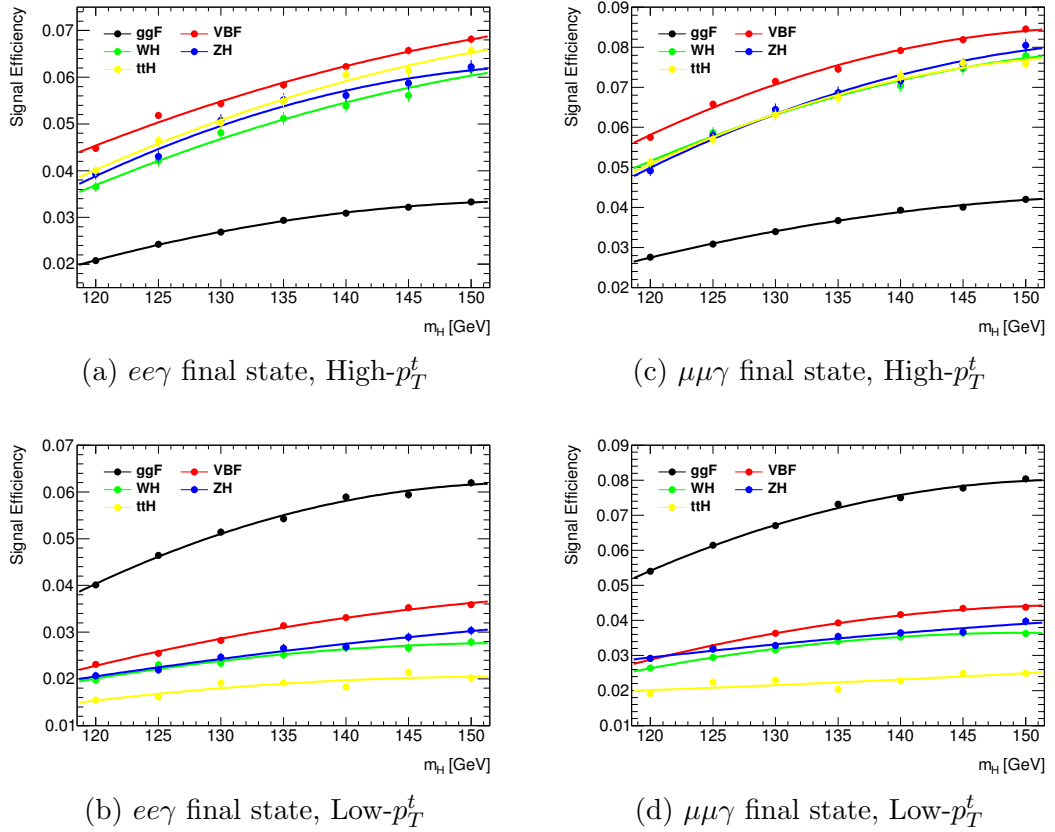 Signal Efficiency
0.07
0.06
0.05
0.04
0.03
0.02
ggF VBF
WH ZH
ttH
120 125 130 135 140 145 150
m_H [GeV]
(a) eeγ final state, High-p_T^t
Signal Efficiency
0.09
0.08
0.07
0.06
0.05
0.04
0.03
0.02
ggF VBF
WH ZH
ttH
120 125 130 135 140 145 150
m_H [GeV]
(c) μμγ final state, High-p_T^t
Signal Efficiency
0.07
0.06
0.05
0.04
0.03
0.02
0.01
ggF VBF
WH ZH
ttH
120 125 130 135 140 145 150
m_H [GeV]
(b) eeγ final state, Low-p_T^t
Signal Efficiency
0.09
0.08
0.07
0.06
0.05
0.04
0.03
0.02
0.01
ggF VBF
WH ZH
ttH
120 125 130 135 140 145 150
m_H [GeV]
(d) μμγ final state, Low-p_T^t